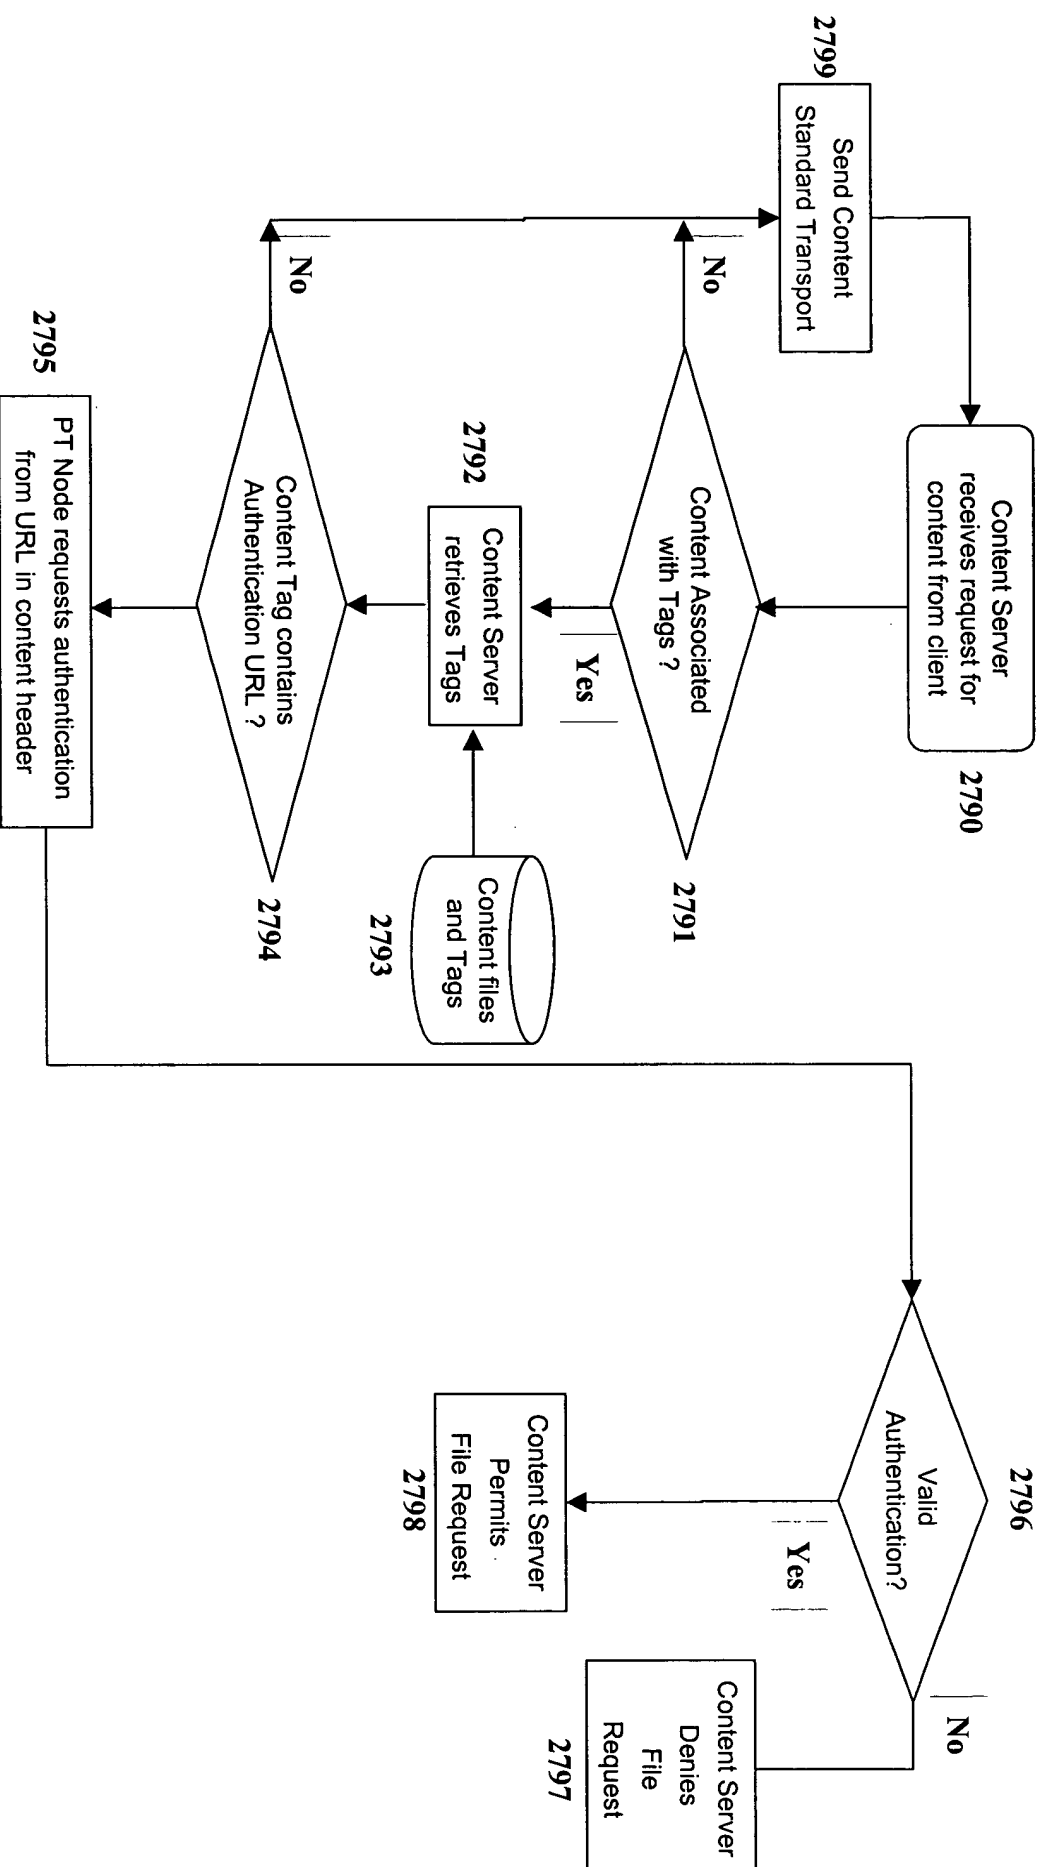 2799
Send Content
Standard Transport
Content Server
receives request for
content from client
2790
No
Content Associated
with Tags ?
2791
Yes
2792
Content Server
retrieves Tags
Content files
and Tags
2793
No
Content Tag contains
Authentication URL ?
2794
2795
PT Node requests authentication
from URL in content header
2796
Valid
Authentication?
No
Yes
Content Server
Permits
File Request
2798
Content Server
Denies
File
Request
2797